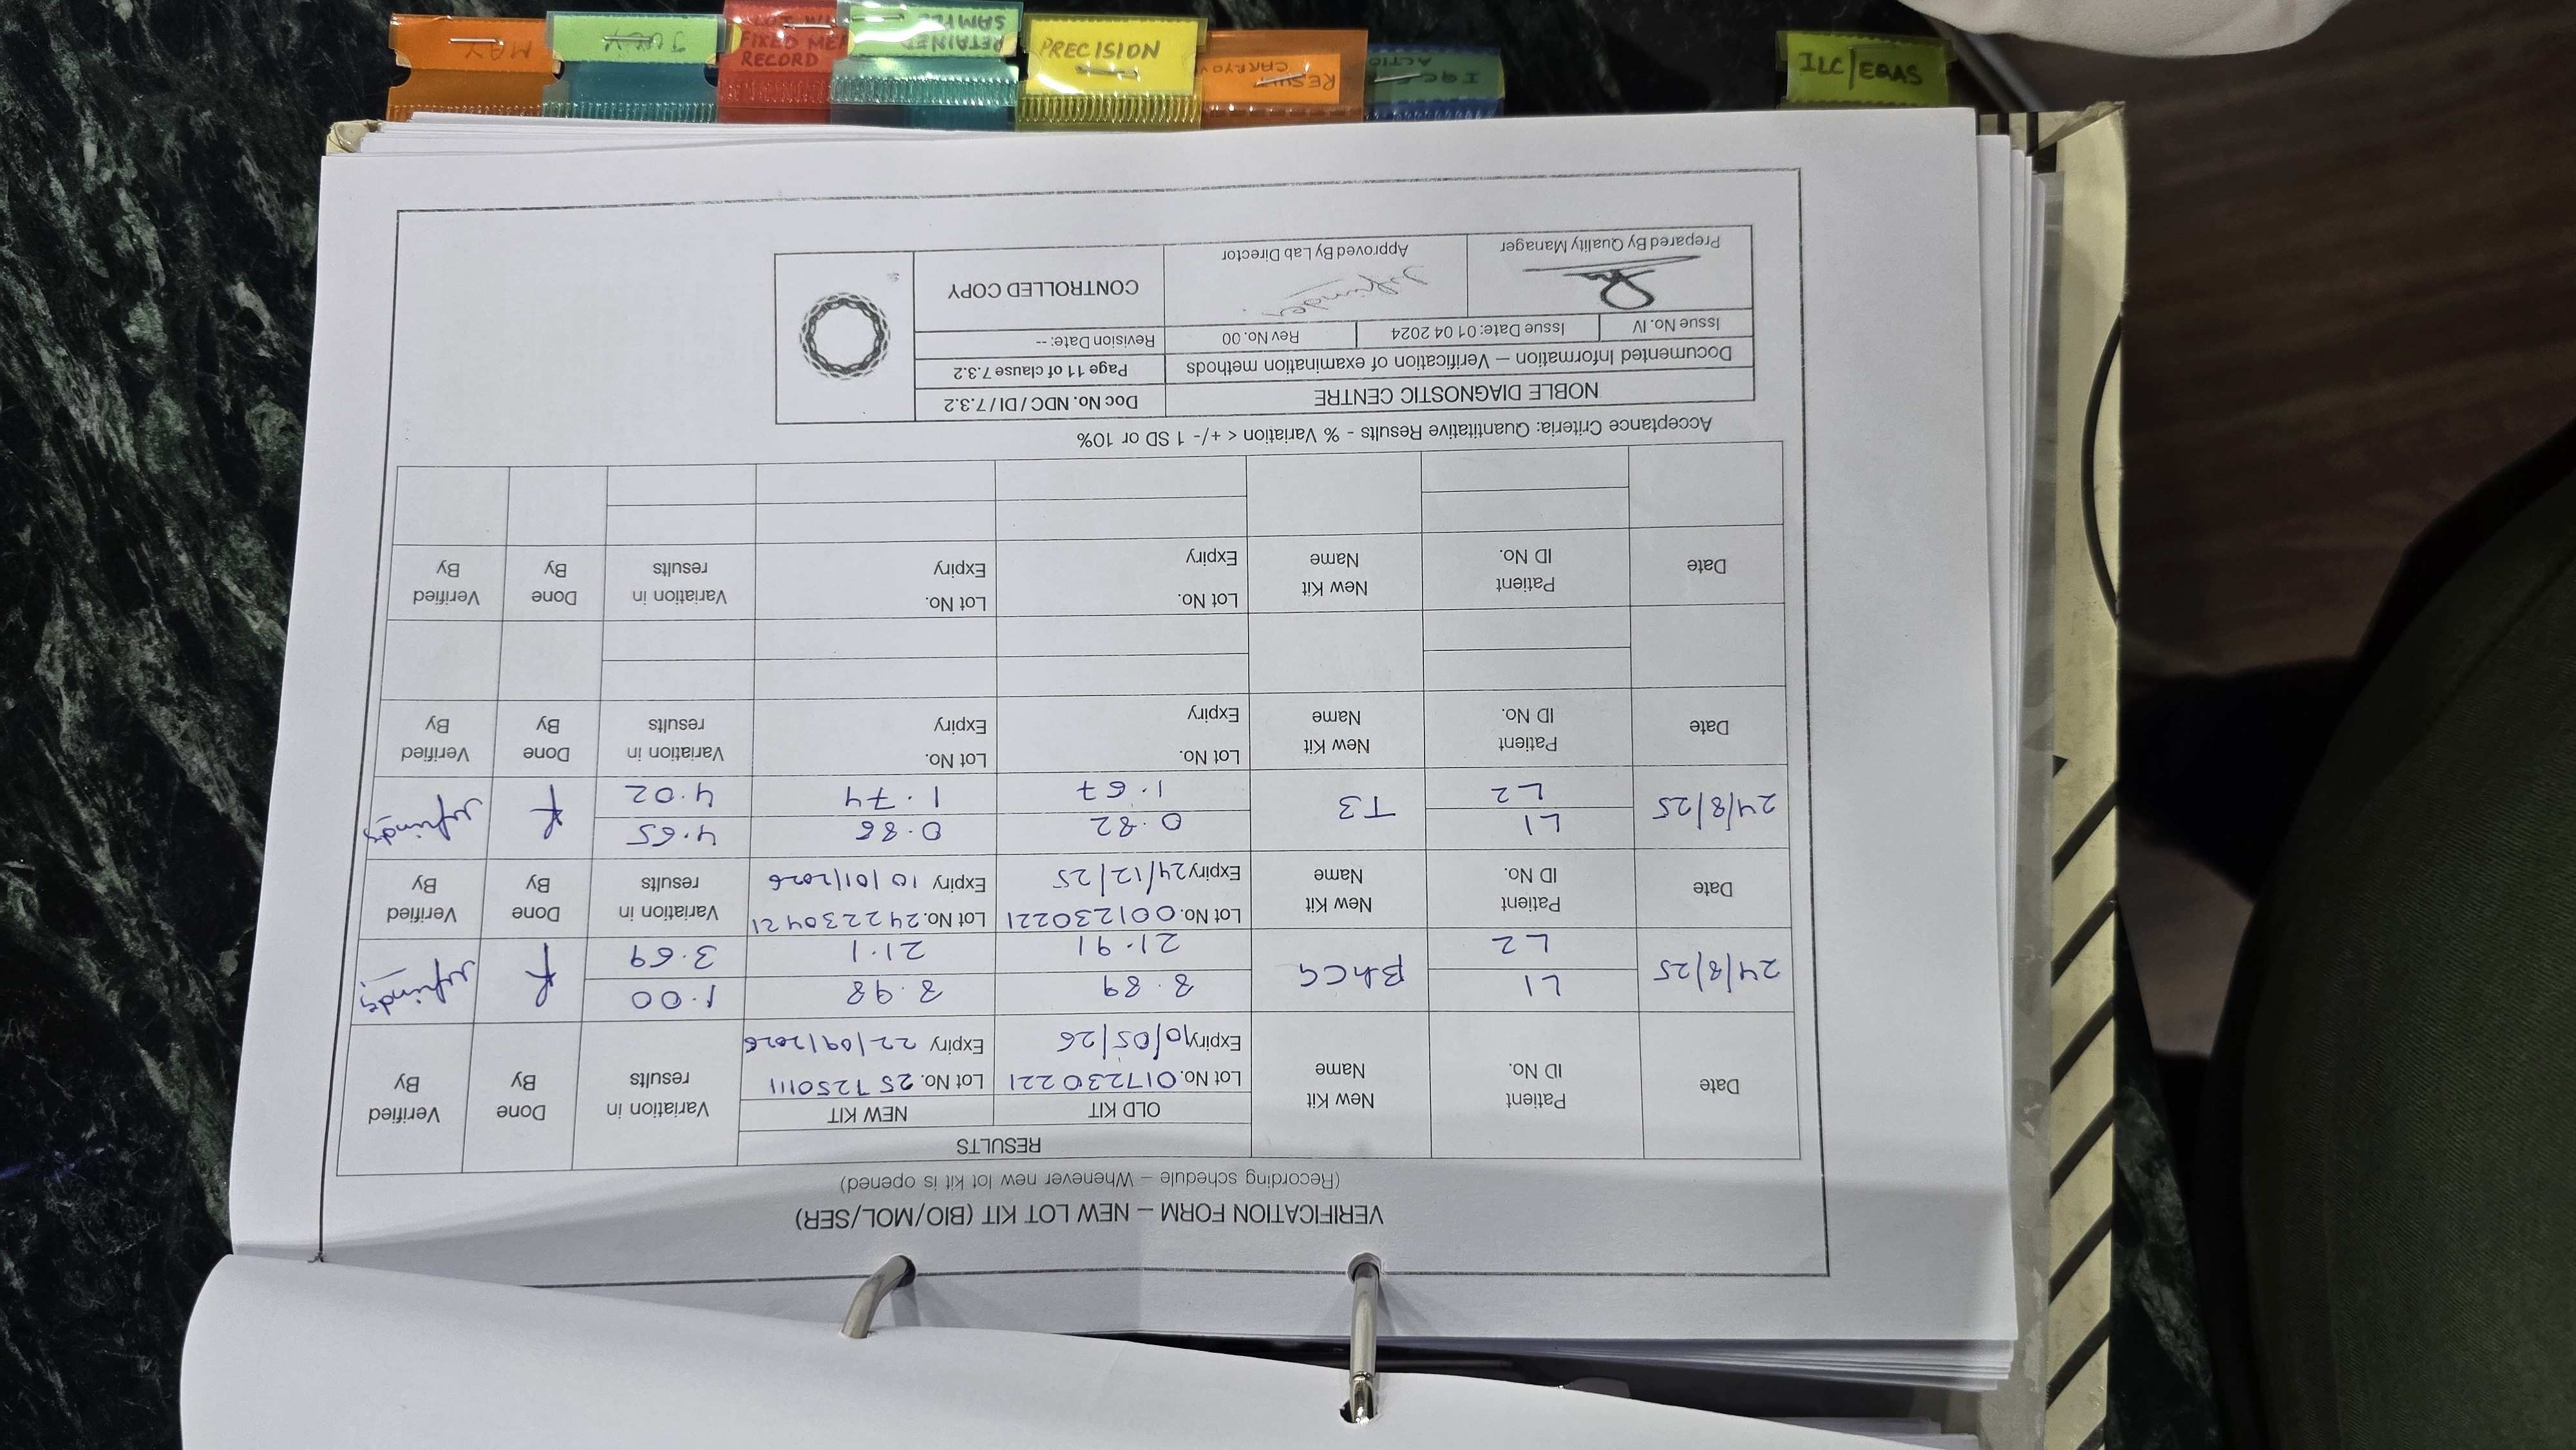 VERIFICATION FORM – NEW LOT KIT (BIO/MOL/SER)
(Recording schedule – Whenever new lot kit is opened)
Date Patient ID No. New Kit Name RESULTS Variation in results Done By Verified By
OLD KIT NEW KIT
Lot No. 017230221 Lot No. 257250111
Expiry 10/05/26 Expiry 22/09/2026
24/8/25 L1 BhCG 8.89 8.98 1.00
L2 21.91 21.1 3.69
Date Patient ID No. New Kit Name Lot No. 001230221 Lot No. 2422230421 Variation in results Done By Verified By
Expiry 24/12/25 Expiry 10/01/2026
24/8/25 L1 T3 0.82 0.86 4.65
L2 1.67 1.74 4.02
Date Patient ID No. New Kit Name Lot No. Lot No. Variation in results Done By Verified By
Expiry Expiry
Date Patient ID No. New Kit Name Lot No. Lot No. Variation in results Done By Verified By
Expiry Expiry
Acceptance Criteria: Quantitative Results - % Variation < +/- 1 SD or 10%
NOBLE DIAGNOSTIC CENTRE Doc No. NDC / DI / 7.3.2
Documented Information – Verification of examination methods Page 11 of clause 7.3.2
Issue No. IV Issue Date: 01 04 2024 Rev No. 00 Revision Date: --
Prepared By Quality Manager Approved By Lab Director CONTROLLED COPY
ILC/EQAS
RESULT
CARRYOV
PRECISION
RETAINED
SAMPLE
RECORD
JULY
MAY